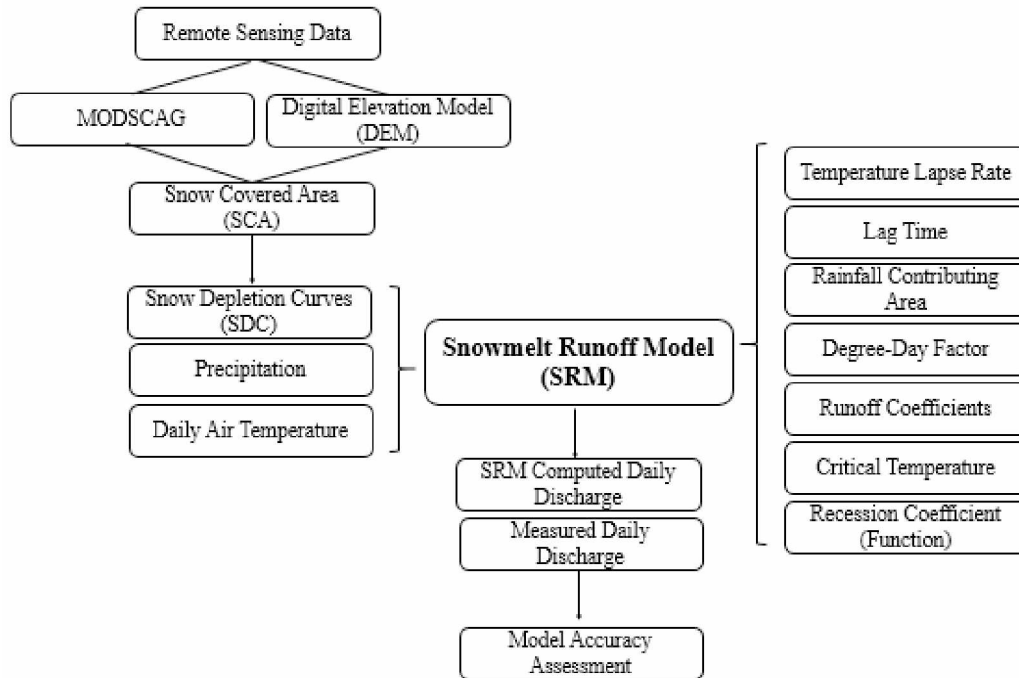 Remote Sensing Data
MODSCAG
Digital Elevation Model
(DEM)
Snow Covered Area
(SCA)
Snow Depletion Curves
(SDC)
Precipitation
Daily Air Temperature
Snowmelt Runoff Model
(SRM)
SRM Computed Daily
Discharge
Measured Daily
Discharge
Model Accuracy
Assessment
Temperature Lapse Rate
Lag Time
Rainfall Contributing
Area
Degree-Day Factor
Runoff Coefficients
Critical Temperature
Recession Coefficient
(Function)